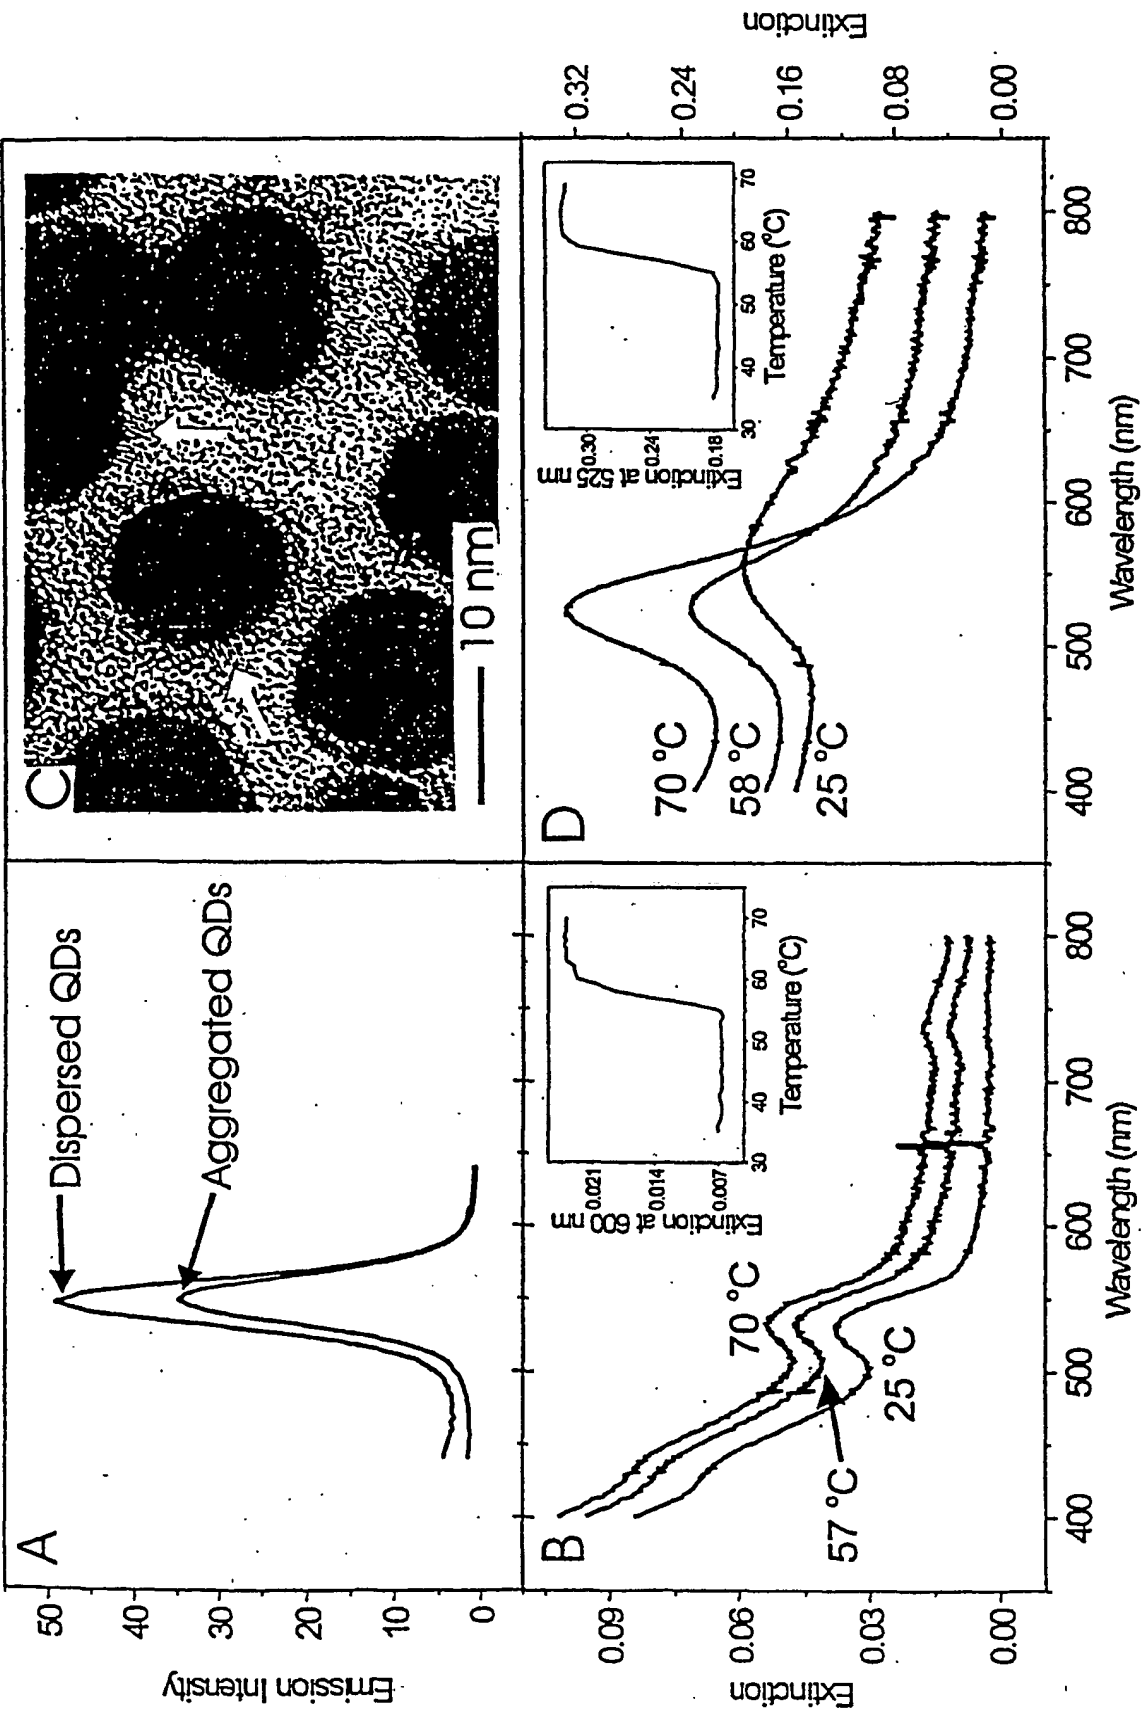 A
Dispersed QDs
Aggregated QDs
50
40
30
20
10
0
Emission Intensity
C
10 nm
B
70 °C
57 °C
25 °C
0.09
0.06
0.03
0.00
Extinction
400
500
600
700
800
Wavelength (nm)
0.021
0.014
0.007
Extinction at 600 nm
30
40
50
60
70
Temperature (°C)
D
70 °C
58 °C
25 °C
0.32
0.24
0.16
0.08
0.00
Extinction
400
500
600
700
800
Wavelength (nm)
0.30
0.24
0.18
Extinction at 525 nm
30
40
50
60
70
Temperature (°C)